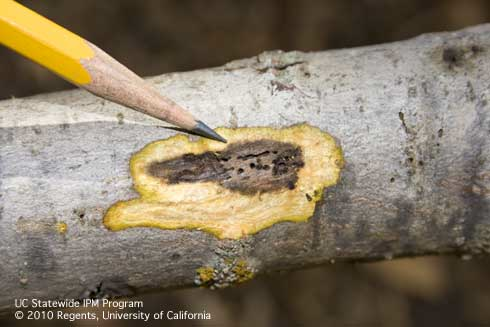 UC Statewide IPM Program
© 2010 Regents, University of California